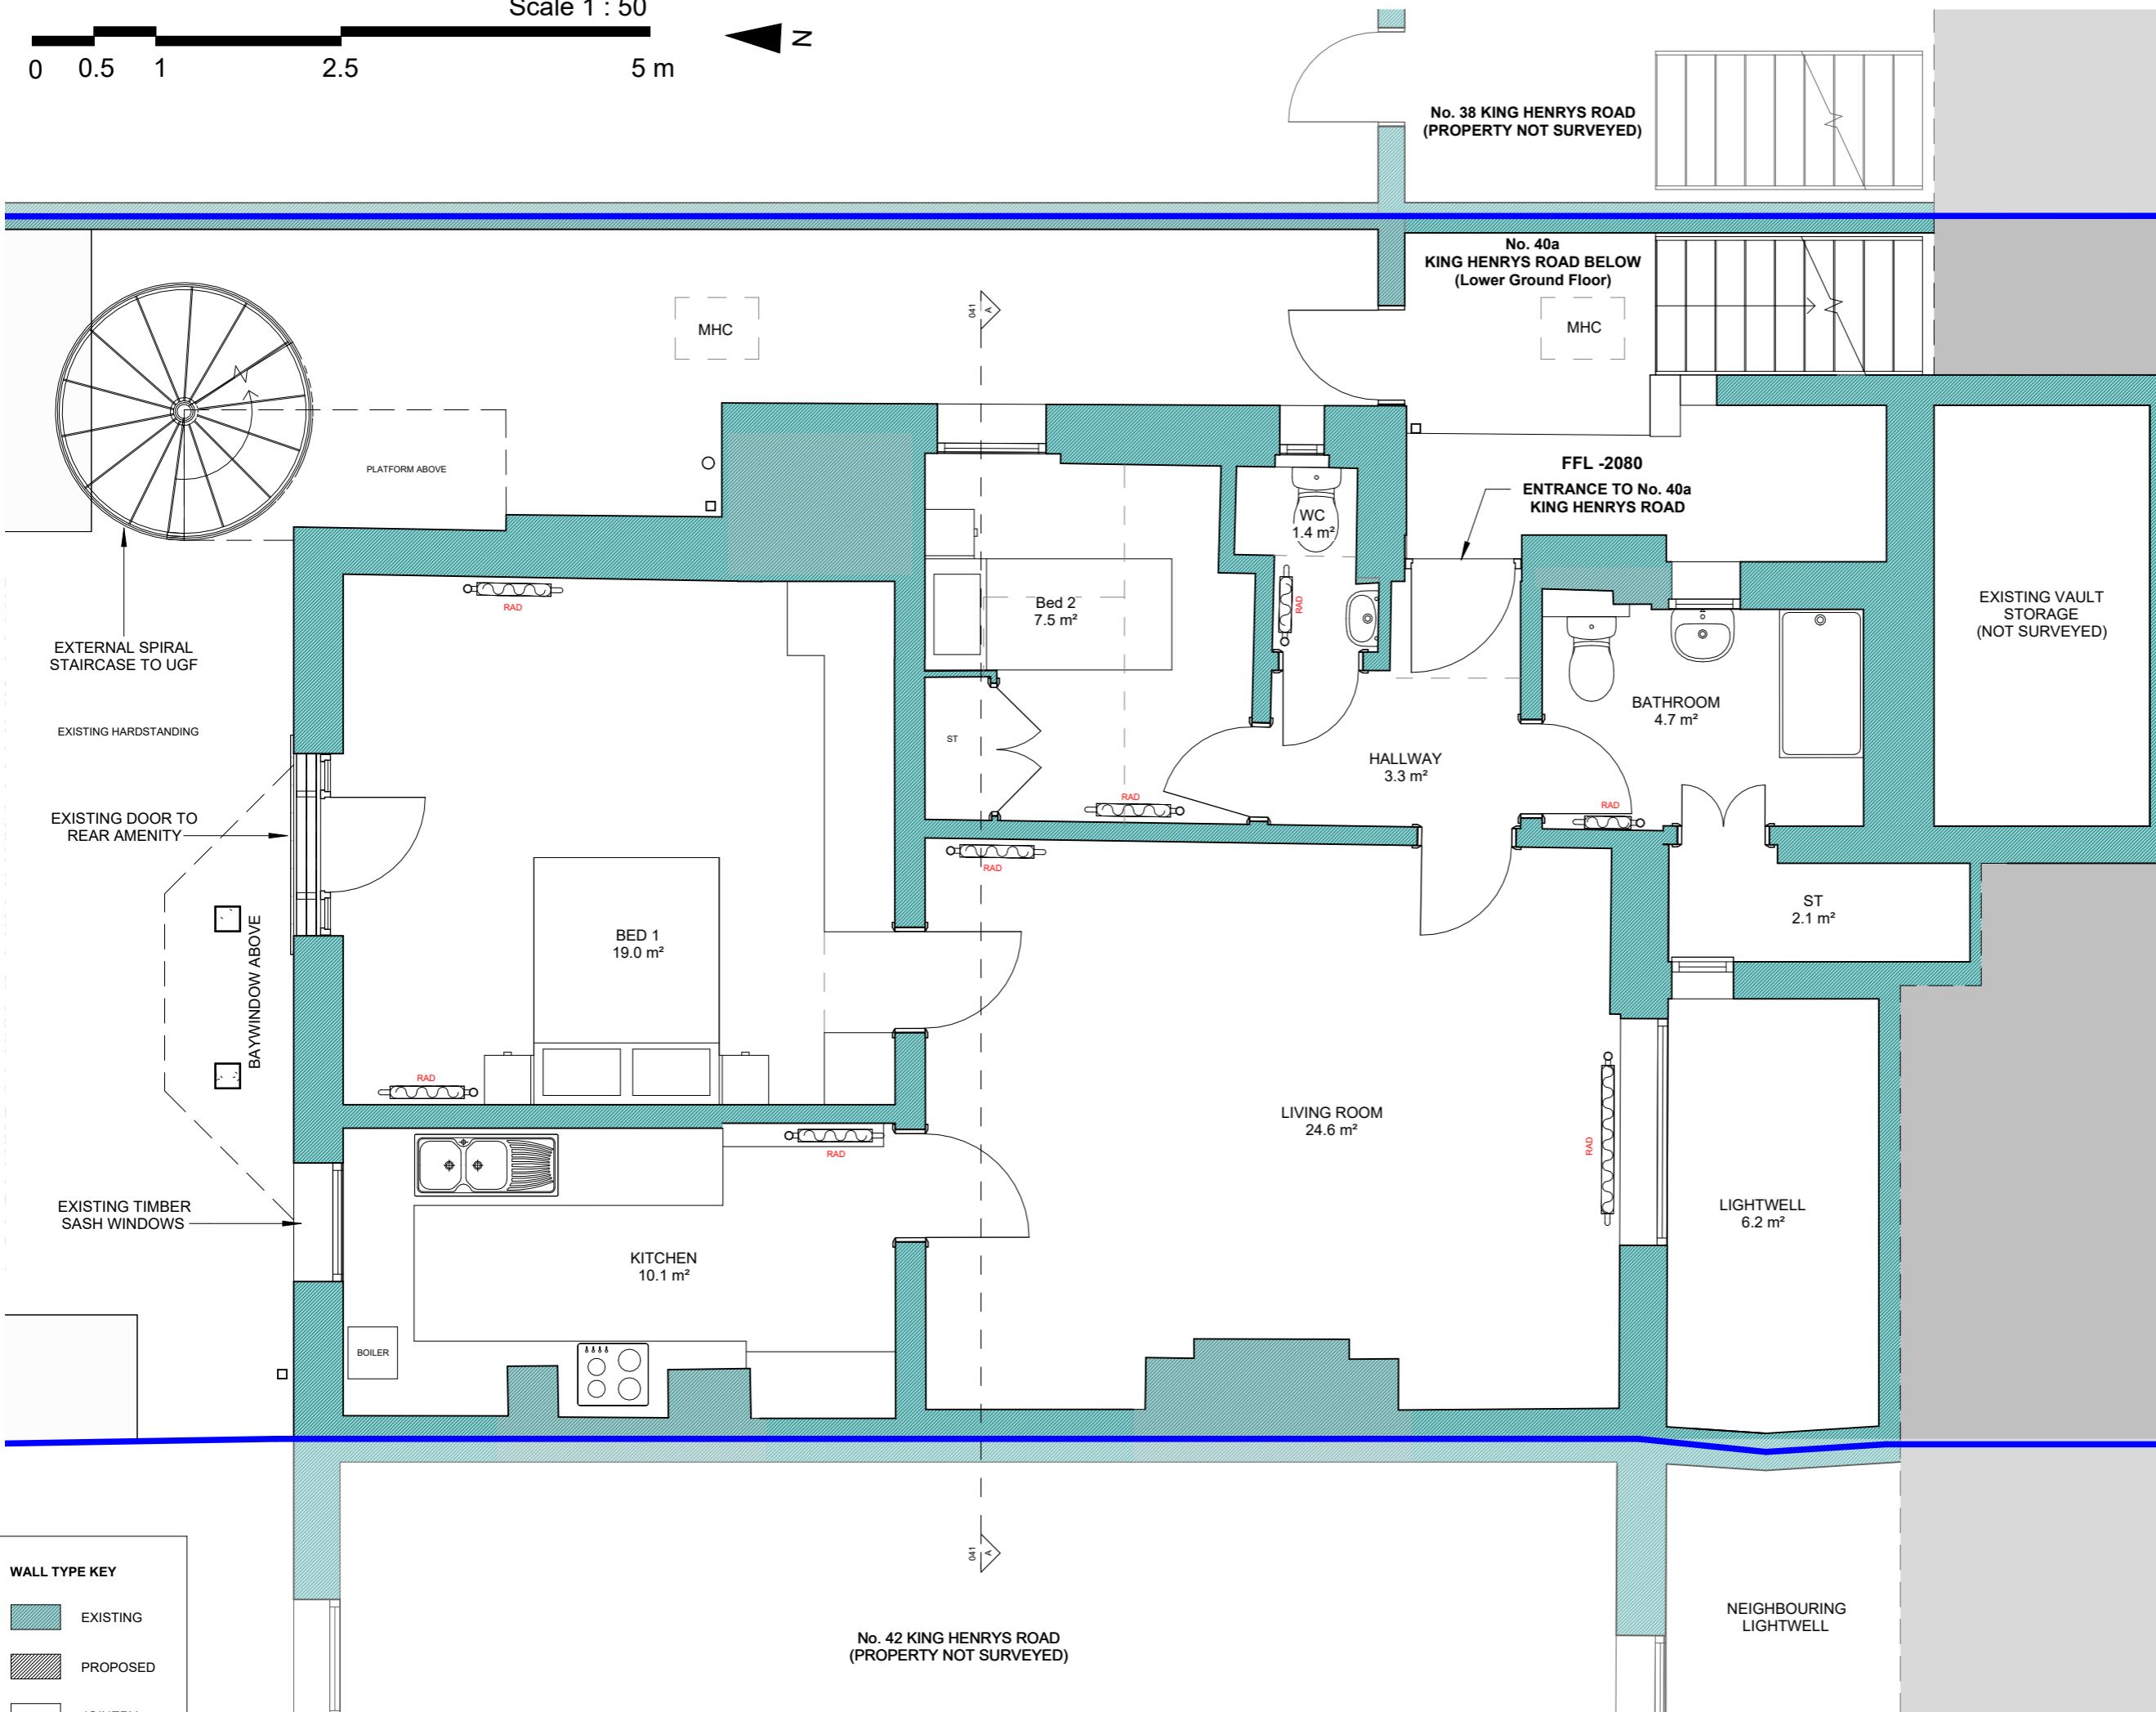 Scale 1 : 50
0 0.5 1 2.5 5 m
N
No. 38 KING HENRYS ROAD
(PROPERTY NOT SURVEYED)
No. 40a
KING HENRYS ROAD BELOW
(Lower Ground Floor)
MHC
MHC
041
A
PLATFORM ABOVE
FFL -2080
ENTRANCE TO No. 40a
KING HENRYS ROAD
WC
1.4 m²
RAD
Bed 2
7.5 m²
RAD
EXISTING VAULT
STORAGE
(NOT SURVEYED)
EXTERNAL SPIRAL
STAIRCASE TO UGF
EXISTING HARDSTANDING
BATHROOM
4.7 m²
ST
HALLWAY
3.3 m²
RAD
RAD
EXISTING DOOR TO
REAR AMENITY
RAD
ST
2.1 m²
BED 1
19.0 m²
BAYWINDOW ABOVE
RAD
LIVING ROOM
24.6 m²
RAD
RAD
EXISTING TIMBER
SASH WINDOWS
LIGHTWELL
6.2 m²
KITCHEN
10.1 m²
BOILER
041
A
WALL TYPE KEY
EXISTING
PROPOSED
No. 42 KING HENRYS ROAD
(PROPERTY NOT SURVEYED)
NEIGHBOURING
LIGHTWELL